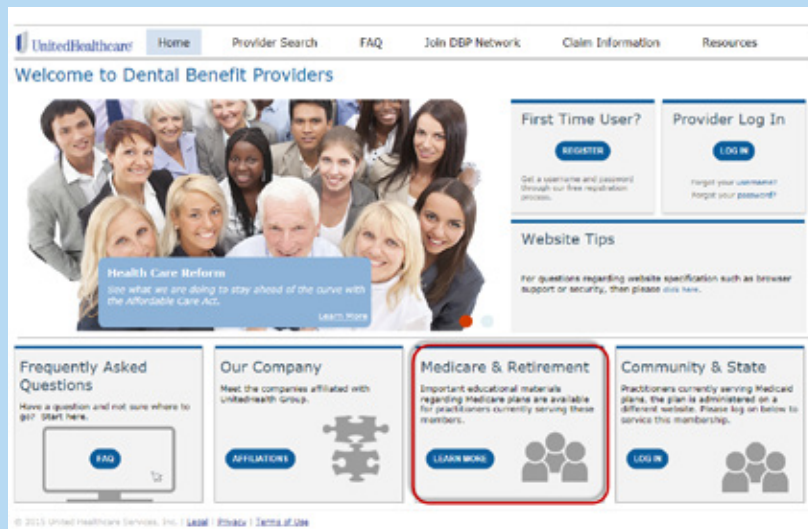 UnitedHealthcare Home Provider Search FAQ Join DBP Network Claim Information Resources
Welcome to Dental Benefit Providers
Health Care Reform
See what we are doing to stay ahead of the curve with
the Affordable Care Act.
Learn More
First Time User?
REGISTER
Get a username and password
through our free registration
process.
Provider Log In
LOG IN
Forgot your username?
Forgot your password?
Website Tips
For questions regarding website specification such as browser
support or security, then please click here.
Frequently Asked
Questions
Have a question and not sure where to
go? Start here.
FAQ
Our Company
Meet the companies affiliated with
UnitedHealth Group.
AFFILIATIONS
Medicare & Retirement
Important educational materials
regarding Medicare plans are available
for practitioners currently serving these
members.
LEARN MORE
Community & State
Practitioners currently serving Medicaid
plans, the plan is administered on a
different website. Please log on below to
service this membership.
LOG IN
© 2015 United Healthcare Services, Inc. | Legal | Privacy | Terms of Use